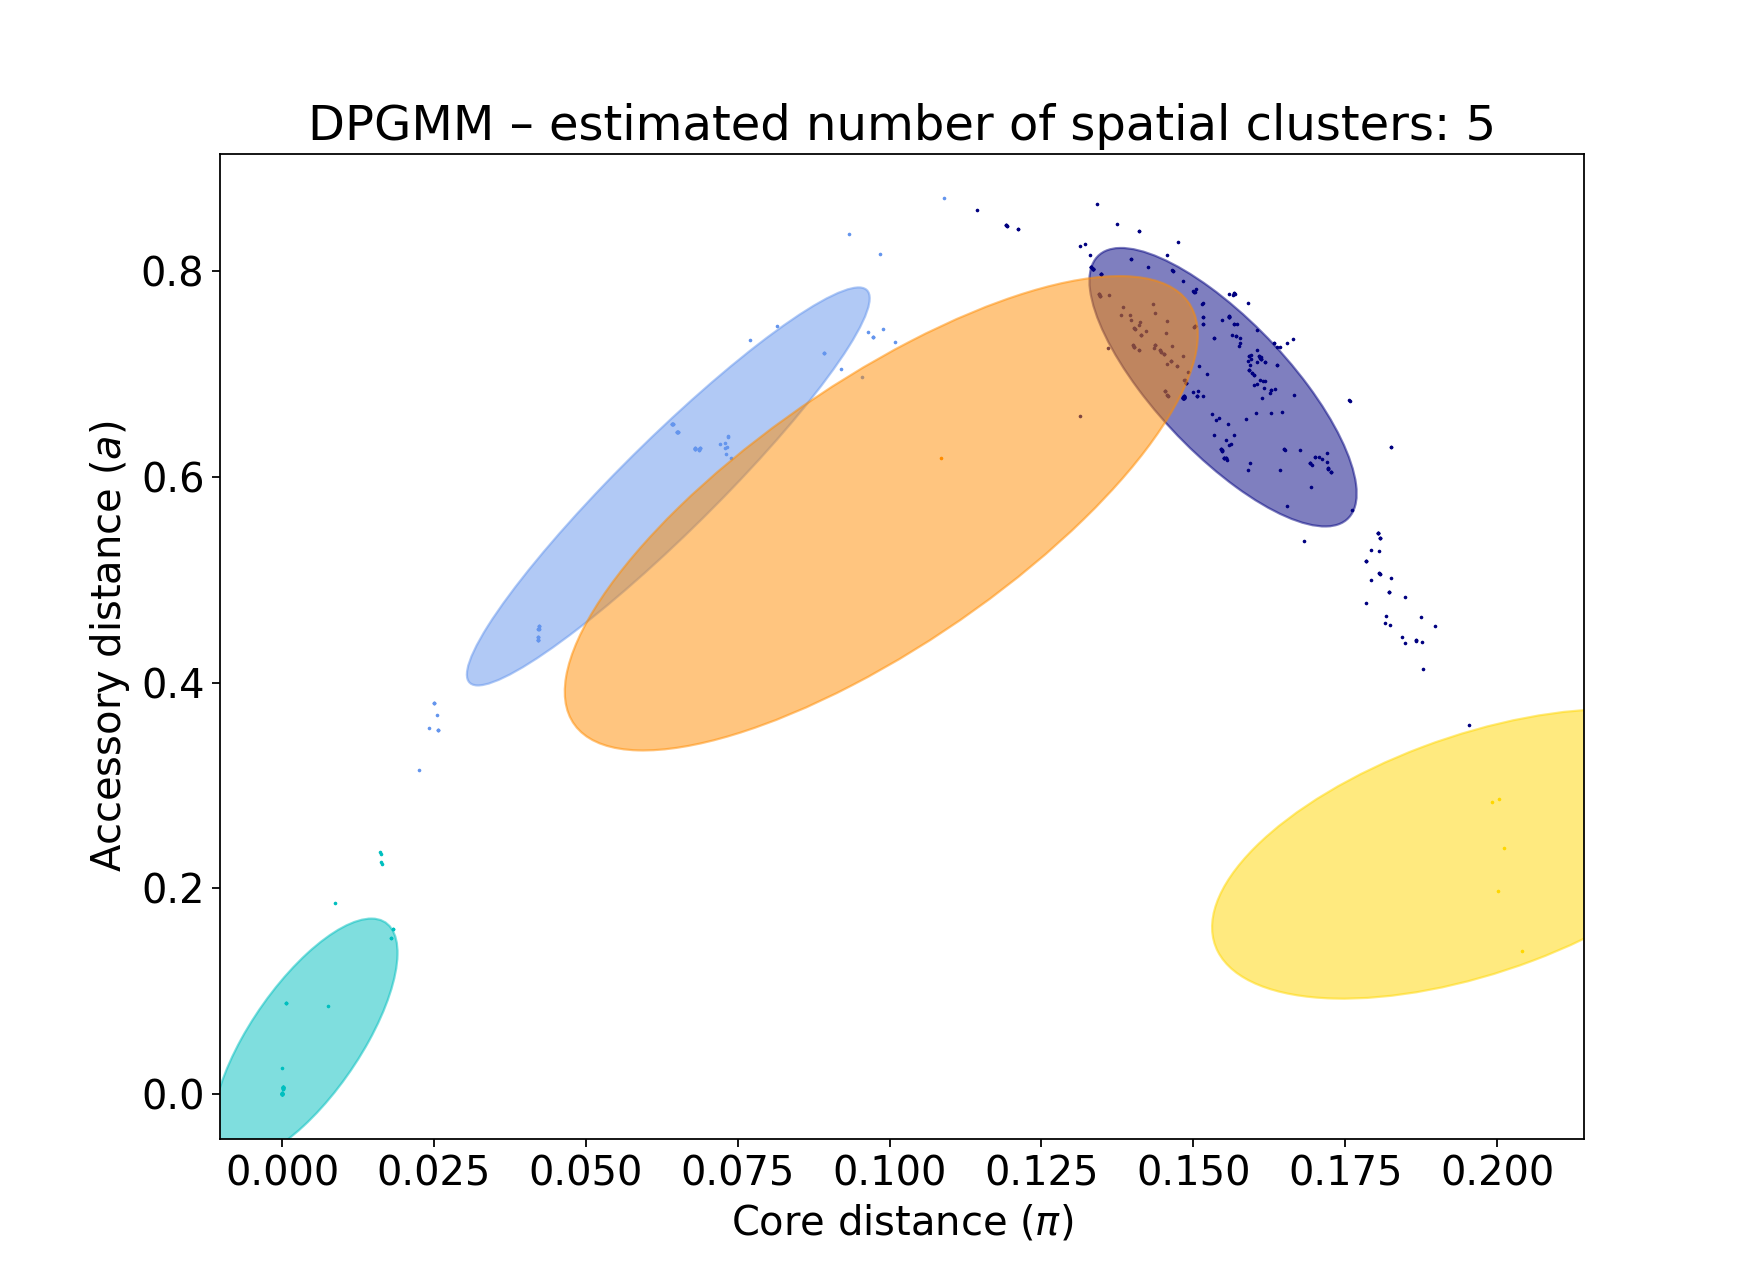 DPGMM – estimated number of spatial clusters: 5
Accessory distance (a)
0.8
0.6
0.4
0.2
0.0
0.000 0.025 0.050 0.075 0.100 0.125 0.150 0.175 0.200
Core distance (π)